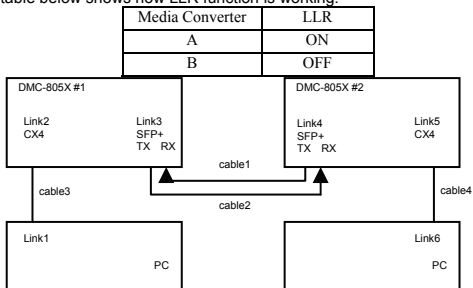 table below shows how LLR function is working.
Media Converter LLR
A ON
B OFF
DMC-805X #1
DMC-805X #2
Link2
CX4
Link3
SFP+
TX RX
Link4
SFP+
TX RX
Link5
CX4
cable1
cable2
cable3
cable4
Link1
PC
Link6
PC